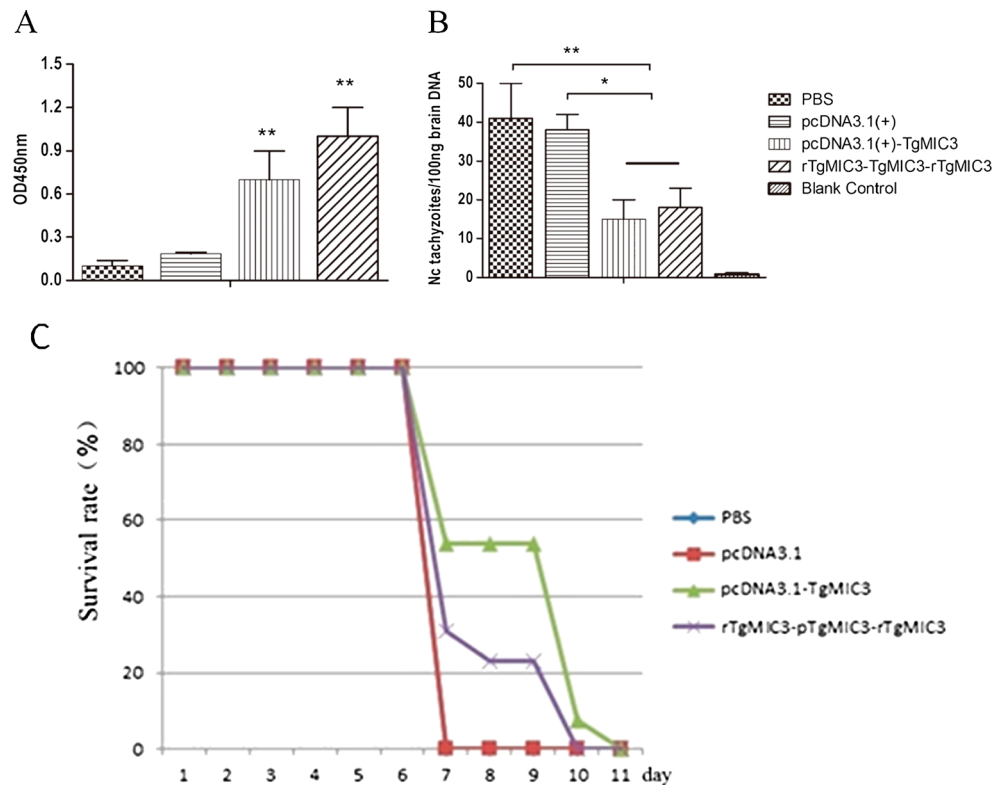 A
OD450nm
1.5
1.2
0.9
0.6
0.3
0.0
**
**
B
Nc tachyzoites/100ng brain DNA
50
40
30
20
10
0
**
*
PBS
pcDNA3.1(+)
pcDNA3.1(+)-TgMIC3
rTgMIC3-TgMIC3-rTgMIC3
Blank Control
C
Survival rate (%)
100
80
60
40
20
0
1 2 3 4 5 6 7 8 9 10 11 day
PBS
pcDNA3.1
pcDNA3.1-TgMIC3
rTgMIC3-pTgMIC3-rTgMIC3